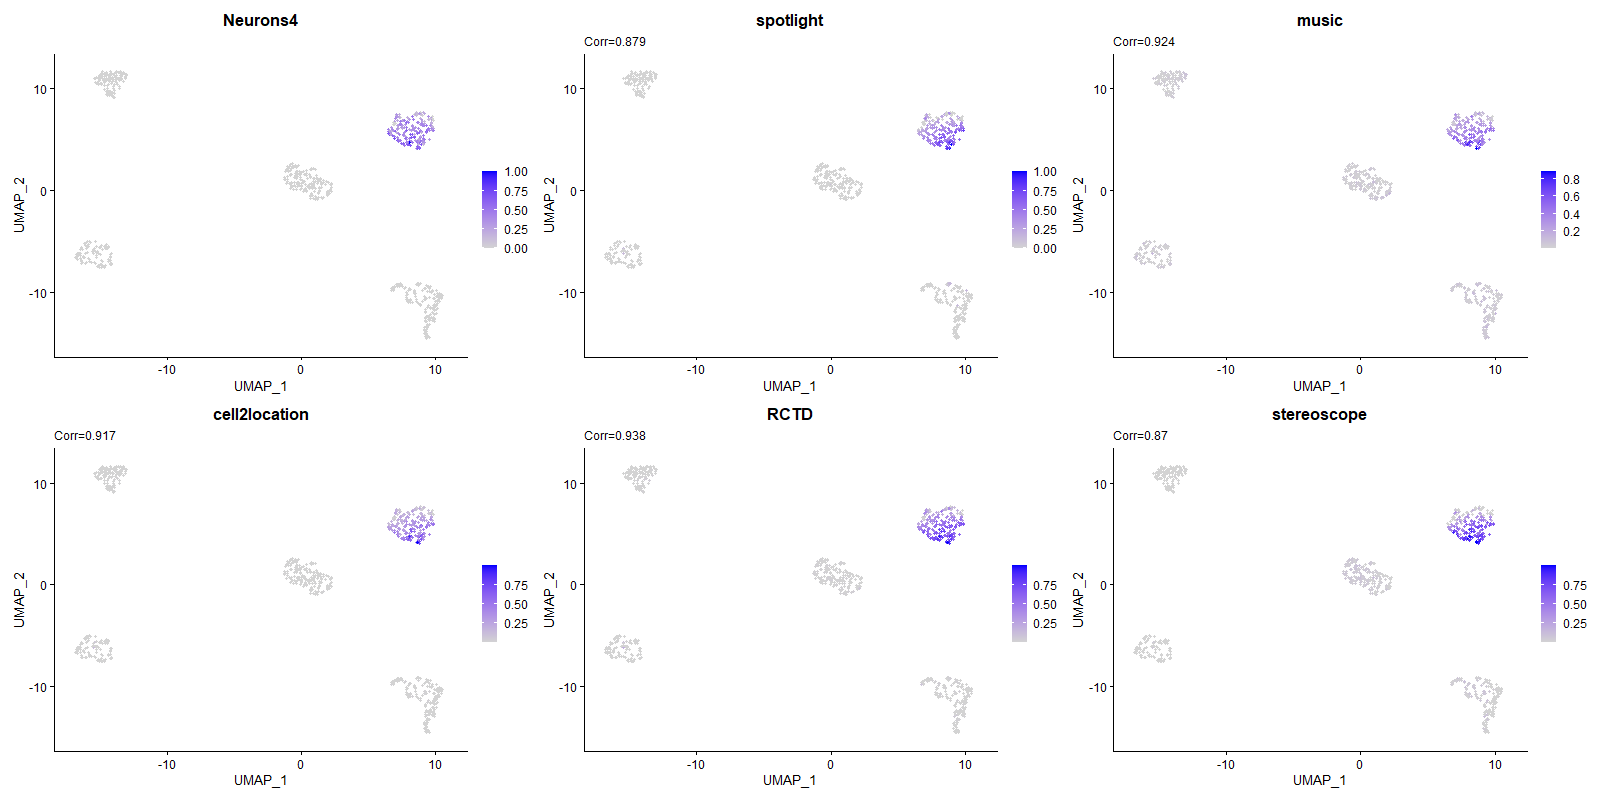 Neurons4
10
0
-10
UMAP_2
-10
0
10
UMAP_1
1.00
0.75
0.50
0.25
0.00
spotlight
Corr=0.879
10
0
-10
UMAP_2
-10
0
10
UMAP_1
1.00
0.75
0.50
0.25
0.00
music
Corr=0.924
10
0
-10
UMAP_2
-10
0
10
UMAP_1
0.8
0.6
0.4
0.2
cell2location
Corr=0.917
10
0
-10
UMAP_2
-10
0
10
UMAP_1
0.75
0.50
0.25
RCTD
Corr=0.938
10
0
-10
UMAP_2
-10
0
10
UMAP_1
0.75
0.50
0.25
stereoscope
Corr=0.87
10
0
-10
UMAP_2
-10
0
10
UMAP_1
0.75
0.50
0.25